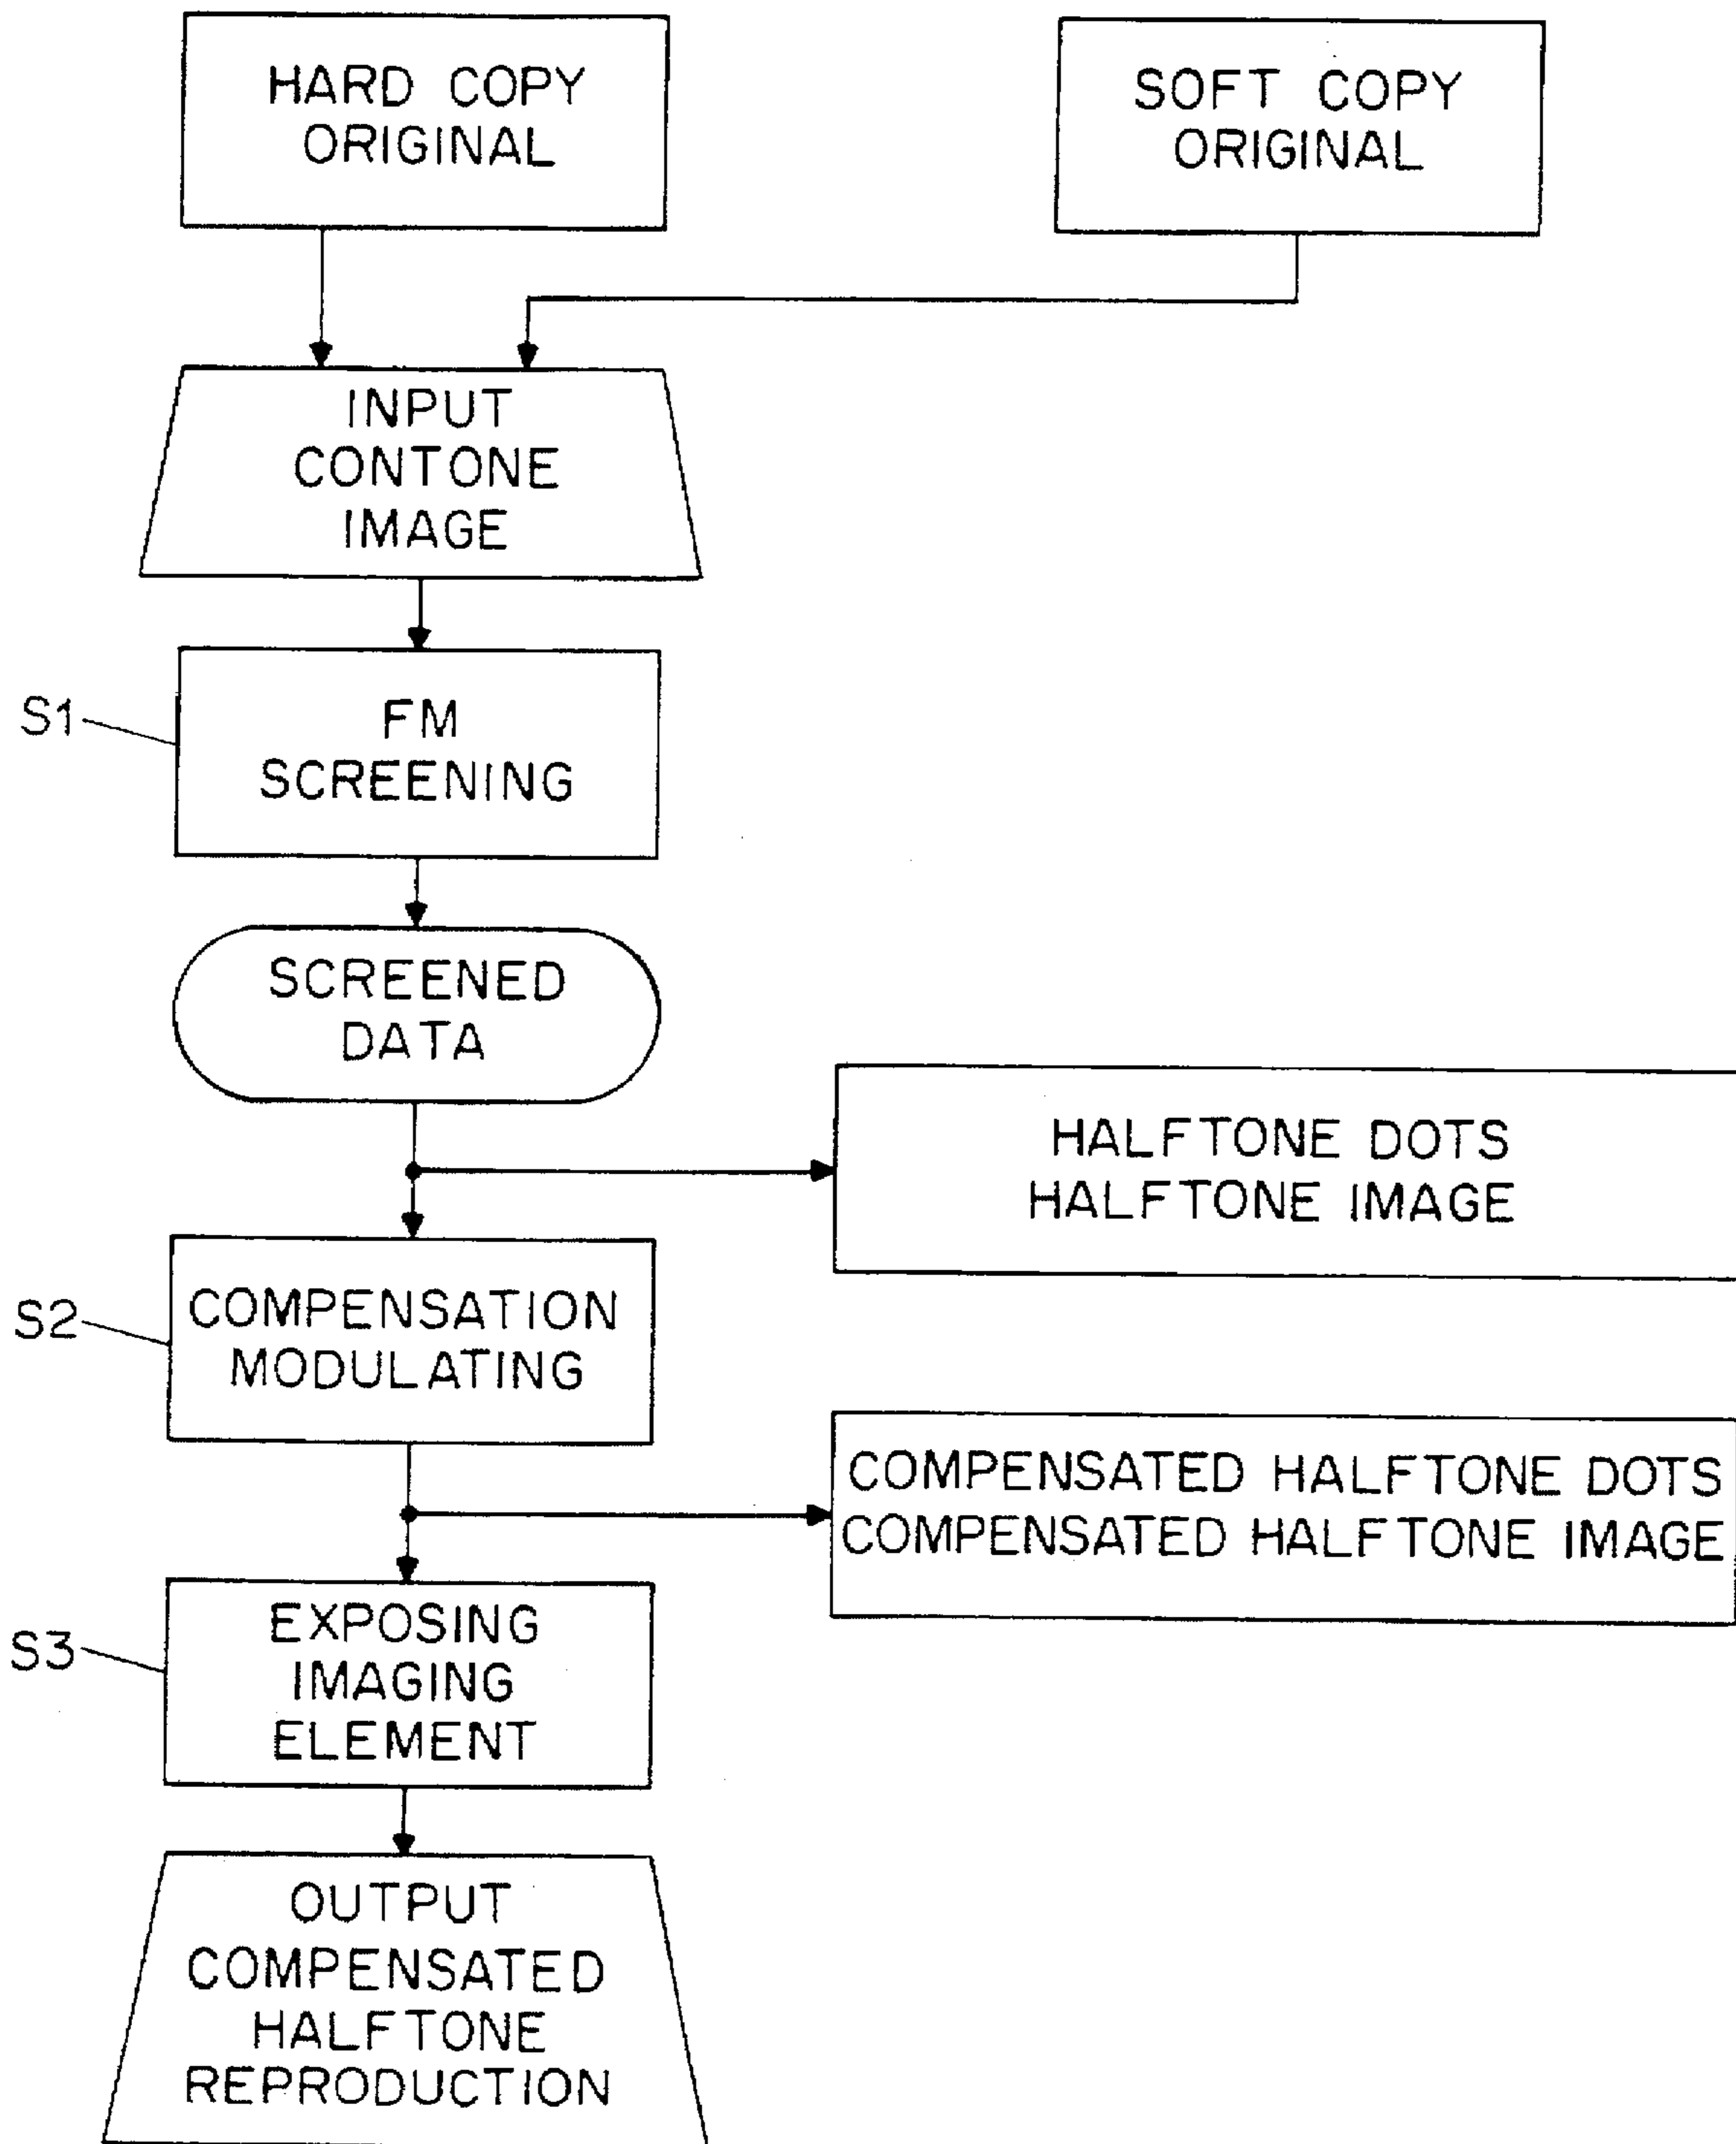 HARD COPY
ORIGINAL
SOFT COPY
ORIGINAL
INPUT
CONTONE
IMAGE
S1
FM
SCREENING
SCREENED
DATA
HALFTONE DOTS
HALFTONE IMAGE
S2
COMPENSATION
MODULATING
COMPENSATED HALFTONE DOTS
COMPENSATED HALFTONE IMAGE
S3
EXPOSING
IMAGING
ELEMENT
OUTPUT
COMPENSATED
HALFTONE
REPRODUCTION